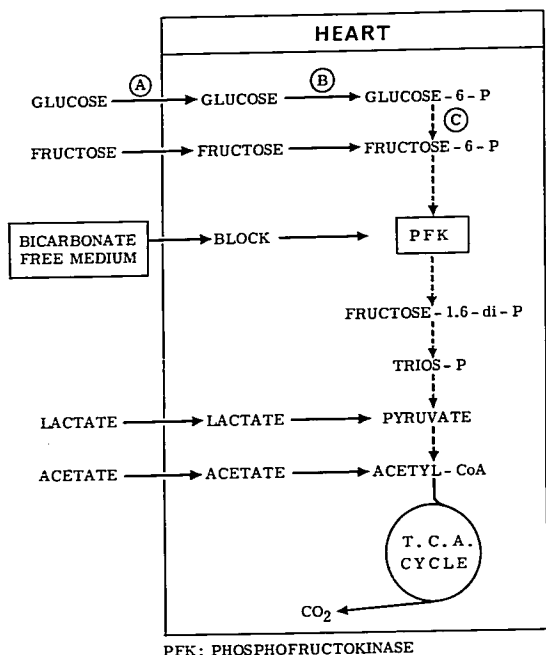 HEART
A B
GLUCOSE GLUCOSE GLUCOSE-6-P
C
FRUCTOSE FRUCTOSE FRUCTOSE-6-P
BICARBONATE
FREE MEDIUM
BLOCK
PFK
FRUCTOSE-1.6-di-P
TRIOS-P
LACTATE LACTATE PYRUVATE
ACETATE ACETATE ACETYL-CoA
T.C.A.
CYCLE
CO2
PFK: PHOSPHOFRUCTOKINASE